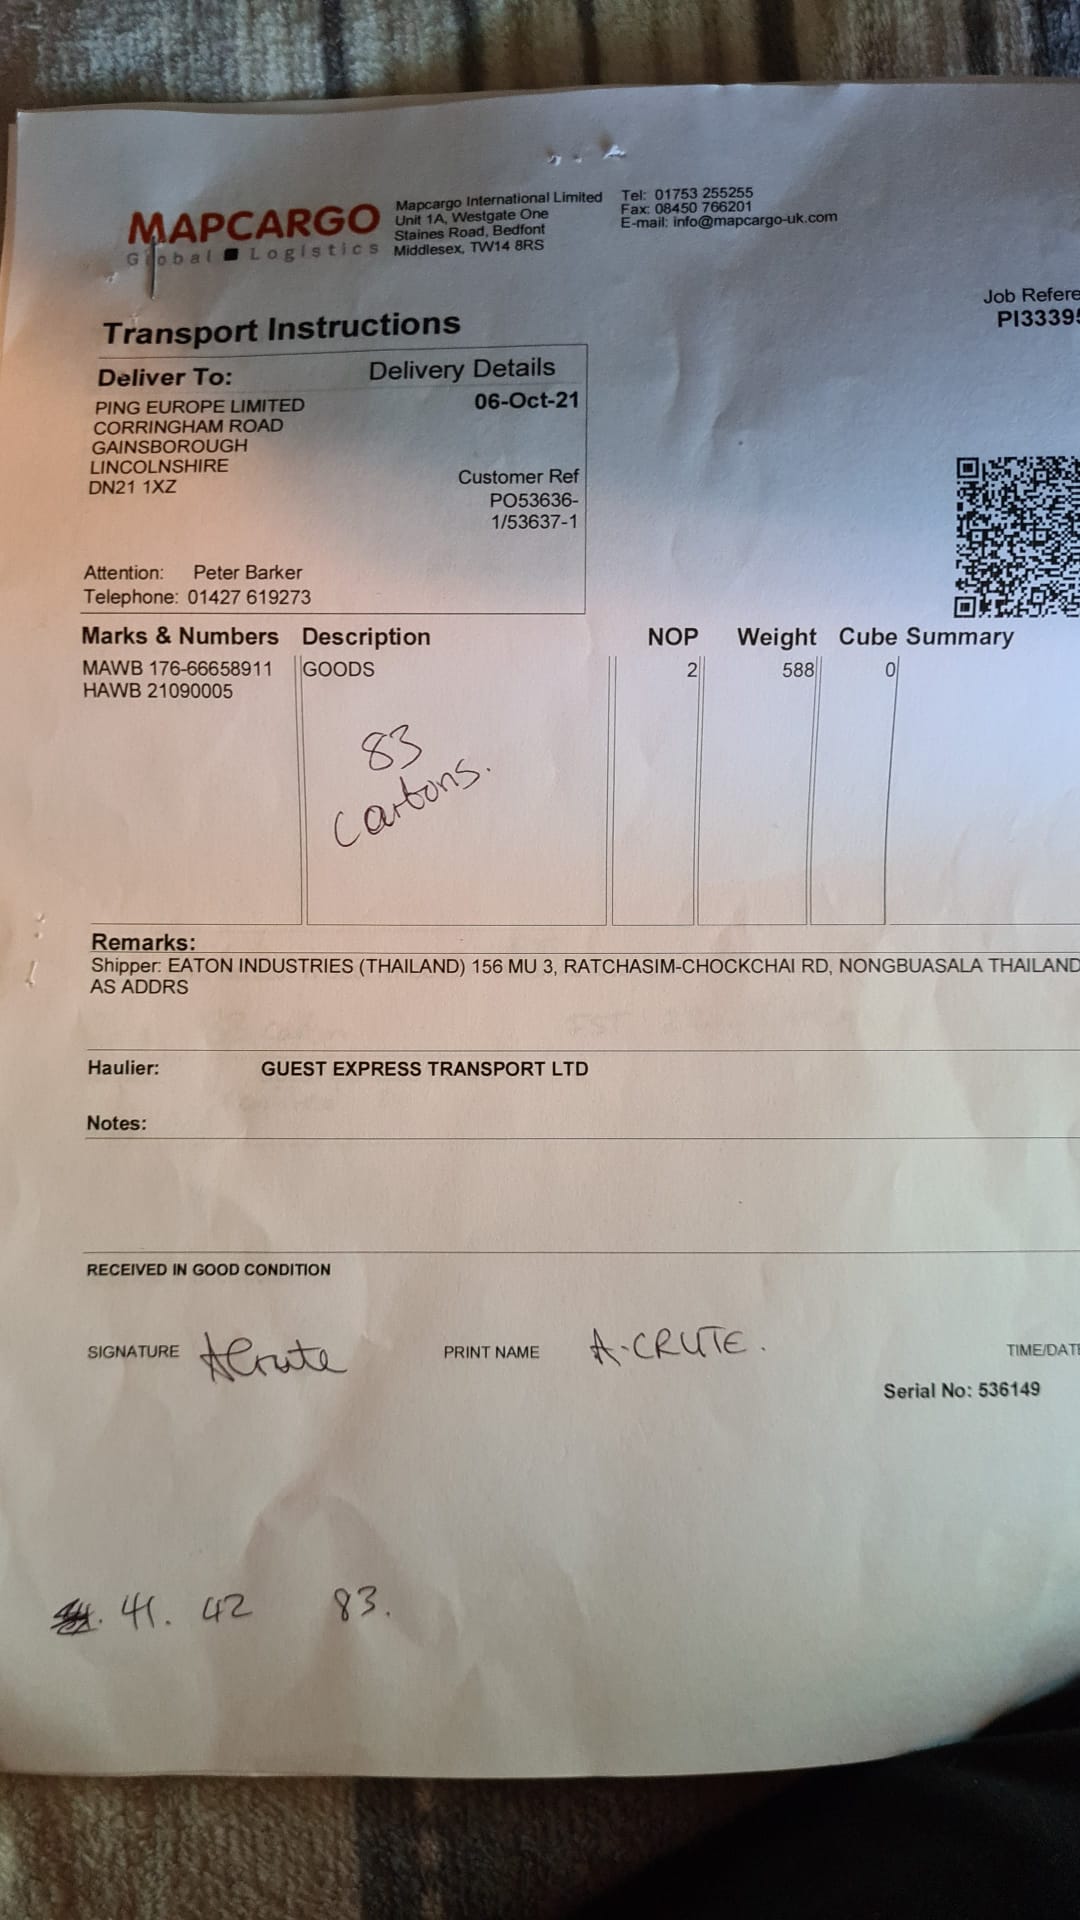 MAPCARGO
Global Logistics
Mapcargo International Limited
Unit 1A, Westgate One
Staines Road, Bedfont
Middlesex, TW14 8RS
Tel: 01753 255255
Fax: 08450 766201
E-mail: info@mapcargo-uk.com
Job Refere
PI3339
Transport Instructions
Deliver To: Delivery Details
PING EUROPE LIMITED 06-Oct-21
CORRINGHAM ROAD
GAINSBOROUGH
LINCOLNSHIRE
DN21 1XZ
Customer Ref
PO53636-
1/53637-1
Attention: Peter Barker
Telephone: 01427 619273
Marks & Numbers Description NOP Weight Cube Summary
MAWB 176-66658911 GOODS 2 588 0
HAWB 21090005
83
Cartons.
Remarks:
Shipper: EATON INDUSTRIES (THAILAND) 156 MU 3, RATCHASIM-CHOCKCHAI RD, NONGBUASALA THAILAND
AS ADDRS
Haulier: GUEST EXPRESS TRANSPORT LTD
Notes:
RECEIVED IN GOOD CONDITION
SIGNATURE ACrute PRINT NAME A-CRUTE. TIME/DATE
Serial No: 536149
41. 42 83.